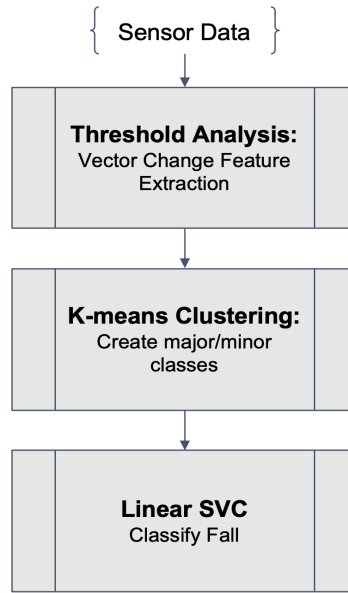 Sensor Data
Threshold Analysis:
Vector Change Feature
Extraction
K-means Clustering:
Create major/minor
classes
Linear SVC
Classify Fall